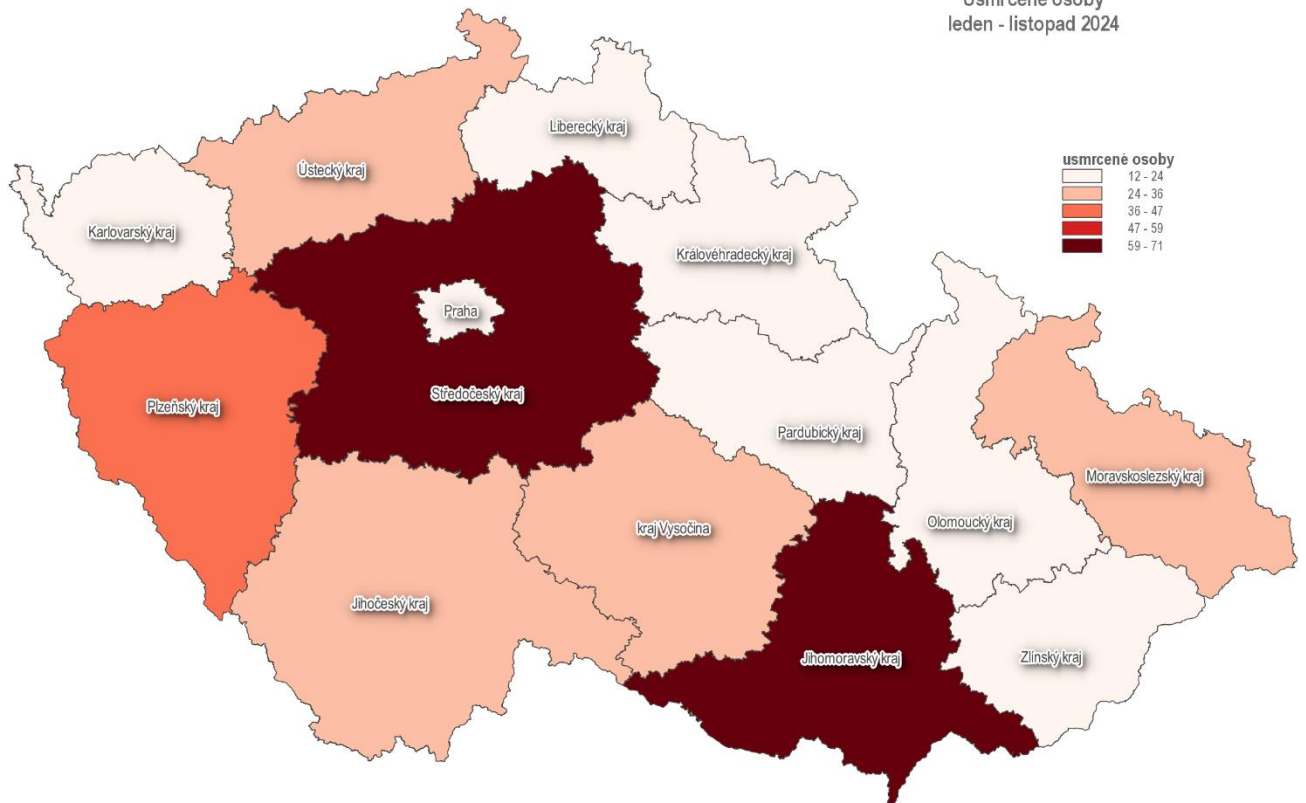 Usmrcené osoby
leden - listopad 2024
Liberecký kraj
Ústecký kraj
usmrcené osoby
12 - 24
24 - 36
36 - 47
47 - 59
59 - 71
Karlovarský kraj
Královéhradecký kraj
Praha
Středočeský kraj
Plzeňský kraj
Pardubický kraj
Moravskoslezský kraj
Olomoucký kraj
kraj Vysočina
Jihočeský kraj
Jihomoravský kraj
Zlínský kraj